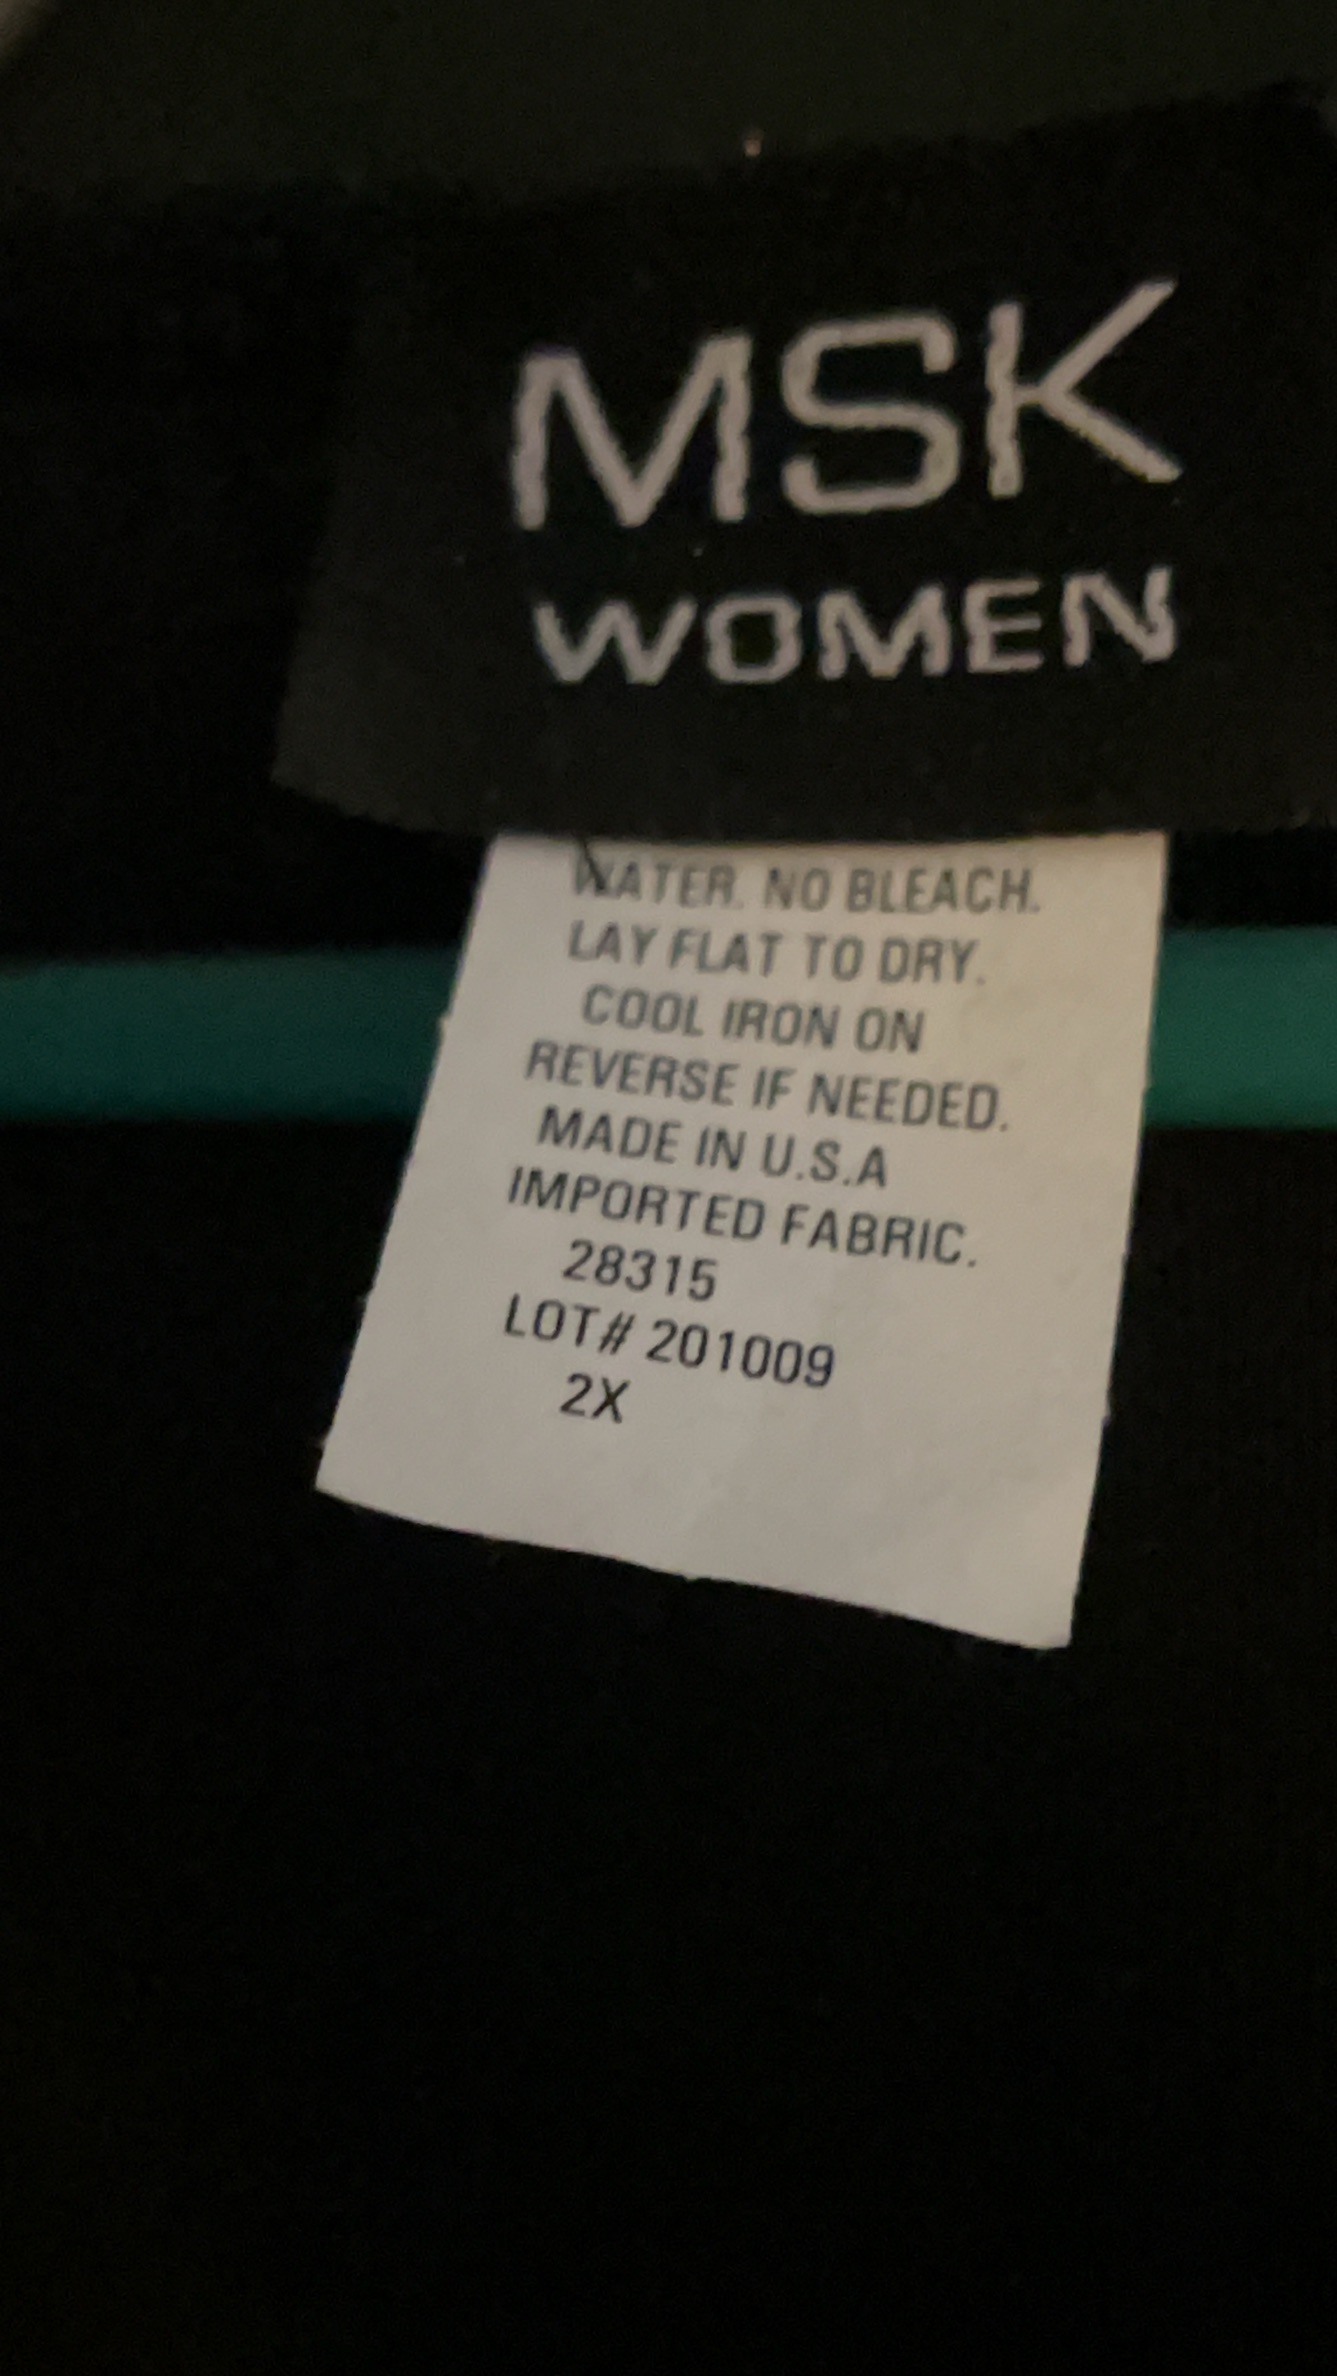 MSK
WOMEN
WATER. NO BLEACH.
LAY FLAT TO DRY.
COOL IRON ON
REVERSE IF NEEDED.
MADE IN U.S.A
IMPORTED FABRIC.
28315
LOT# 201009
2X